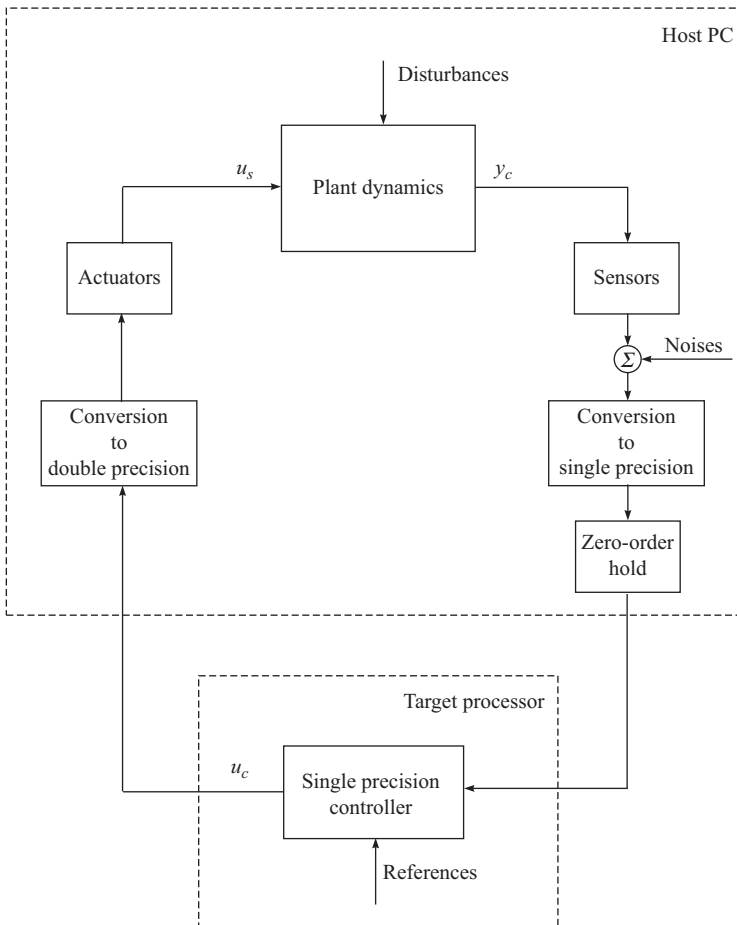 Host PC
Disturbances
u_s
Plant dynamics
y_c
Actuators
Sensors
Σ
Noises
Conversion
to
double precision
Conversion
to
single precision
Zero-order
hold
Target processor
u_c
Single precision
controller
References